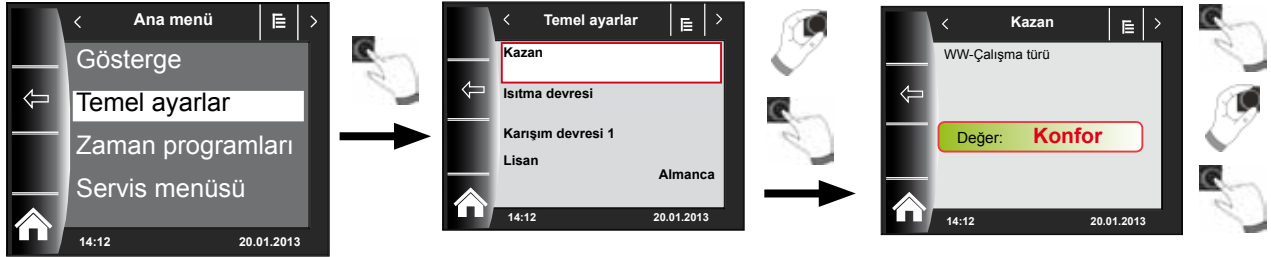 Ana menü
Gösterge
Temel ayarlar
Zaman programları
Servis menüsü
14:12 20.01.2013
Temel ayarlar
Kazan
Isıtma devresi
Karışım devresi 1
Lisan
Almanca
14:12 20.01.2013
Kazan
WW-Çalışma türü
Değer: Konfor
14:12 20.01.2013